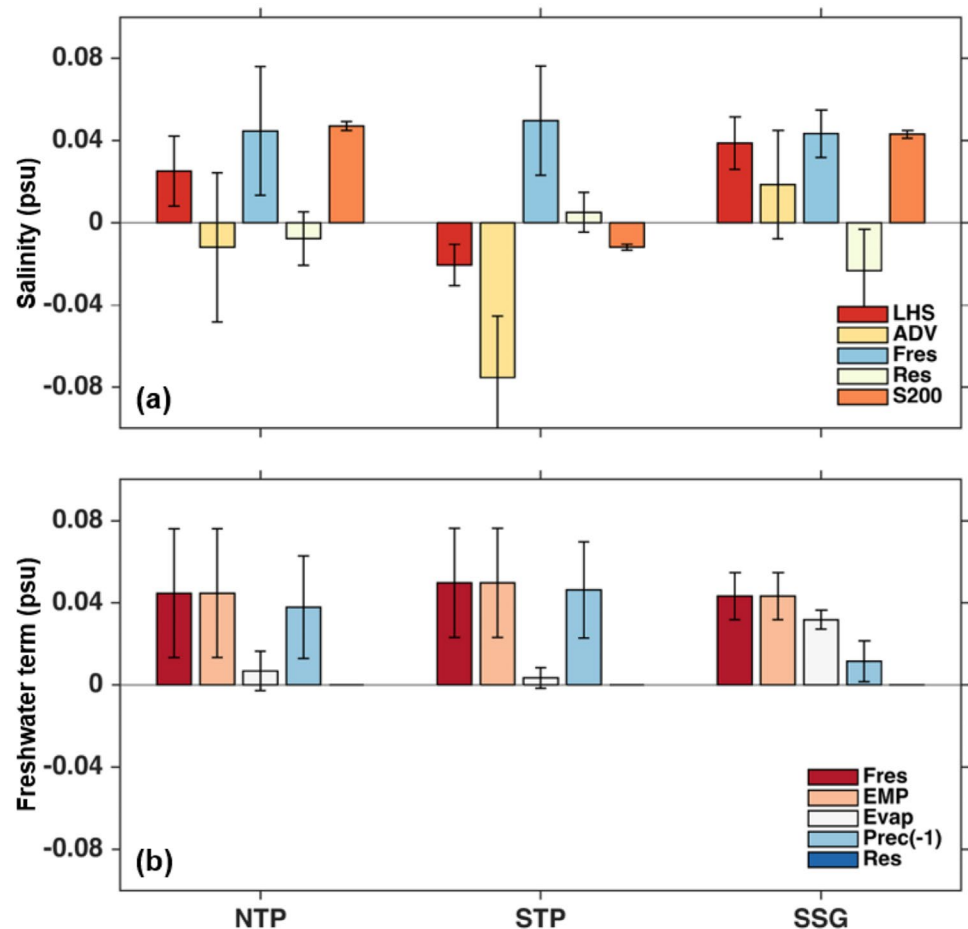 0.08
0.04
0
-0.04
-0.08
Salinity (psu)
LHS
ADV
Fres
Res
S200
(a)
0.08
0.04
0
-0.04
-0.08
Freshwater term (psu)
Fres
EMP
Evap
Prec(-1)
Res
(b)
NTP STP SSG